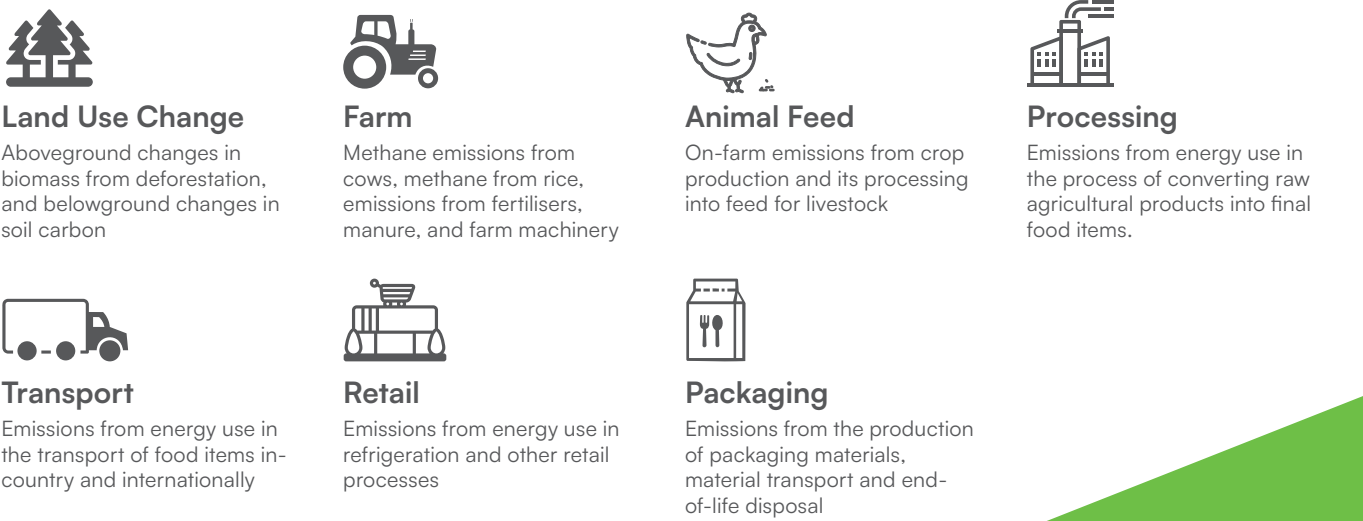 Land Use Change
Aboveground changes in
biomass from deforestation,
and belowground changes in
soil carbon
Farm
Methane emissions from
cows, methane from rice,
emissions from fertilisers,
manure, and farm machinery
Animal Feed
On-farm emissions from crop
production and its processing
into feed for livestock
Processing
Emissions from energy use in
the process of converting raw
agricultural products into final
food items.
Transport
Emissions from energy use in
the transport of food items in-
country and internationally
Retail
Emissions from energy use in
refrigeration and other retail
processes
Packaging
Emissions from the production
of packaging materials,
material transport and end-
of-life disposal